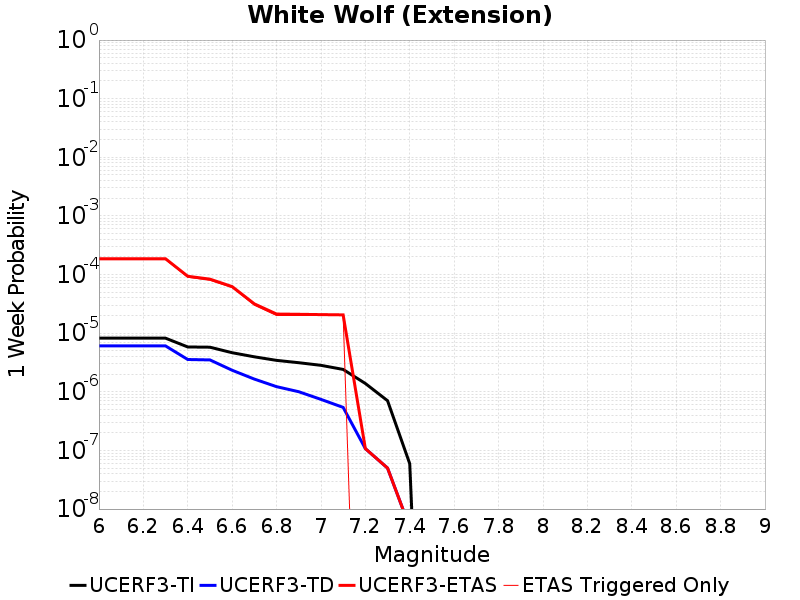 White Wolf (Extension)
1 Week Probability
10^0
10^-1
10^-2
10^-3
10^-4
10^-5
10^-6
10^-7
10^-8
6 6.2 6.4 6.6 6.8 7 7.2 7.4 7.6 7.8 8 8.2 8.4 8.6 8.8 9
Magnitude
UCERF3-TI UCERF3-TD UCERF3-ETAS ETAS Triggered Only